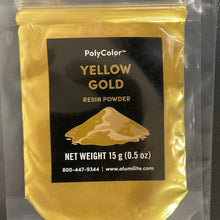 PolyColor™
YELLOW
GOLD
RESIN POWDER
NET WEIGHT 15 g (0.5 oz)
800-447-9344 | www.alumilite.com